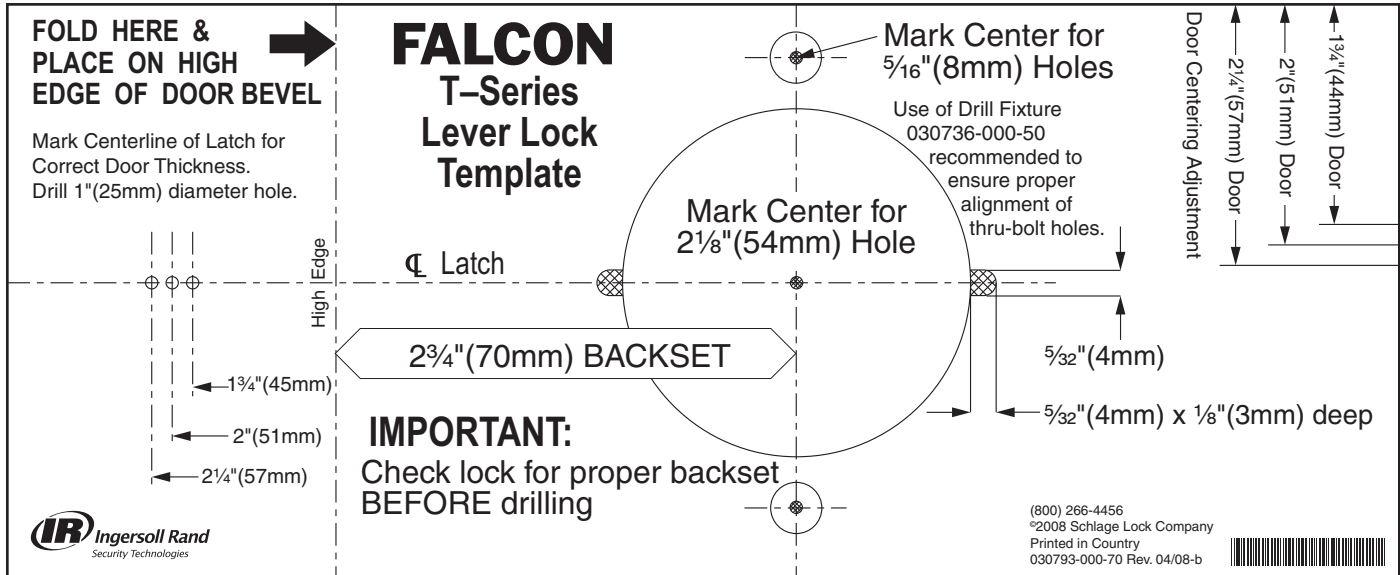 FOLD HERE &
PLACE ON HIGH
EDGE OF DOOR BEVEL
Mark Centerline of Latch for
Correct Door Thickness.
Drill 1"(25mm) diameter hole.
High Edge
1¾"(45mm)
2"(51mm)
2¼"(57mm)
IR Ingersoll Rand
Security Technologies
FALCON
T–Series
Lever Lock
Template
℄ Latch
2¾"(70mm) BACKSET
IMPORTANT:
Check lock for proper backset
BEFORE drilling
Mark Center for
5⁄16"(8mm) Holes
Use of Drill Fixture
030736-000-50
recommended to
ensure proper
alignment of
thru-bolt holes.
Mark Center for
2⅛"(54mm) Hole
5⁄32"(4mm)
5⁄32"(4mm) x ⅛"(3mm) deep
Door Centering Adjustment
2¼"(57mm) Door
2"(51mm) Door
1¾"(44mm) Door
(800) 266-4456
©2008 Schlage Lock Company
Printed in Country
030793-000-70 Rev. 04/08-b